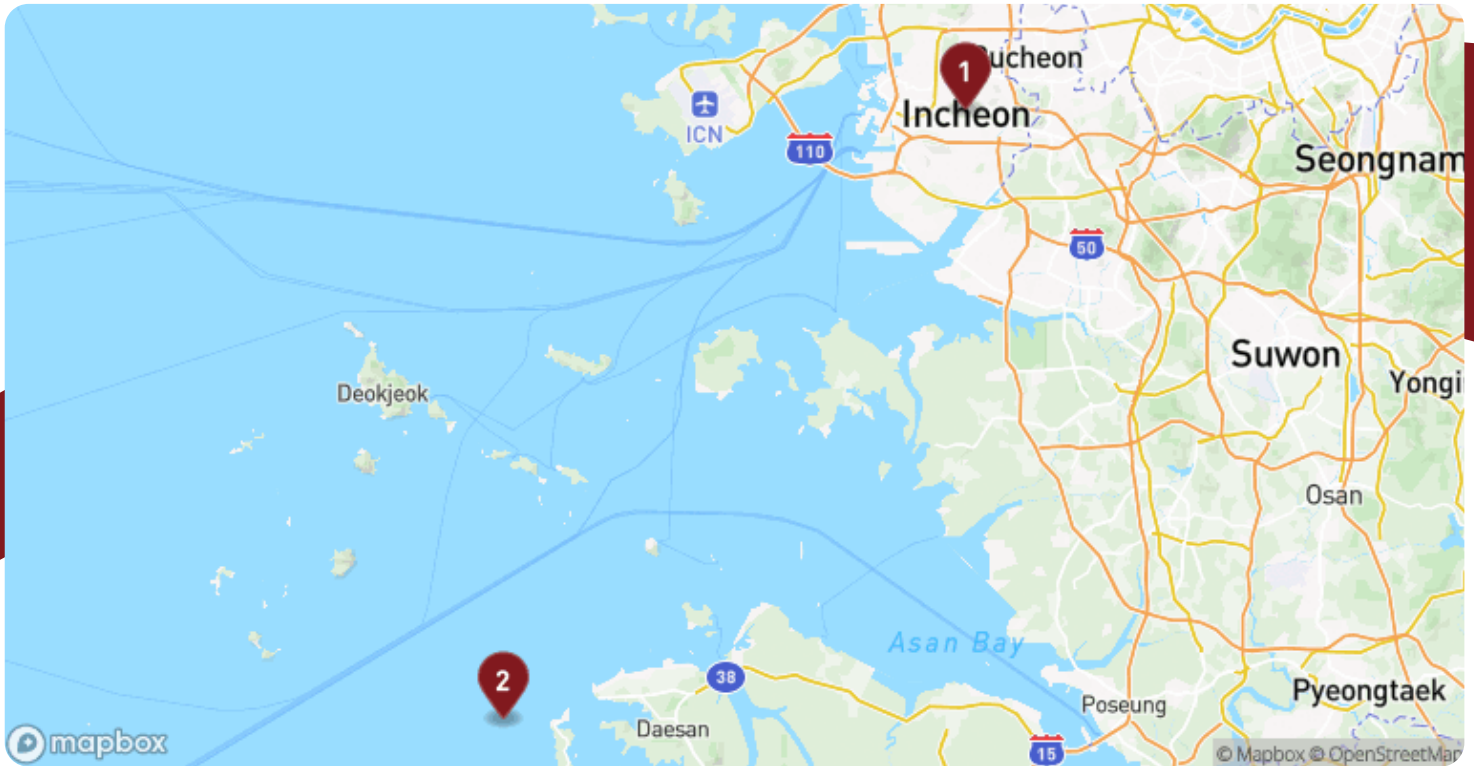 1
ucheon
Incheon
ICN
110
Seongnam
50
Suwon
Deokjeok
Yongi
Osan
Asan Bay
2
38
Pyeongtaek
Poseung
Daesan
15
mapbox
© Mapbox © OpenStreetMap